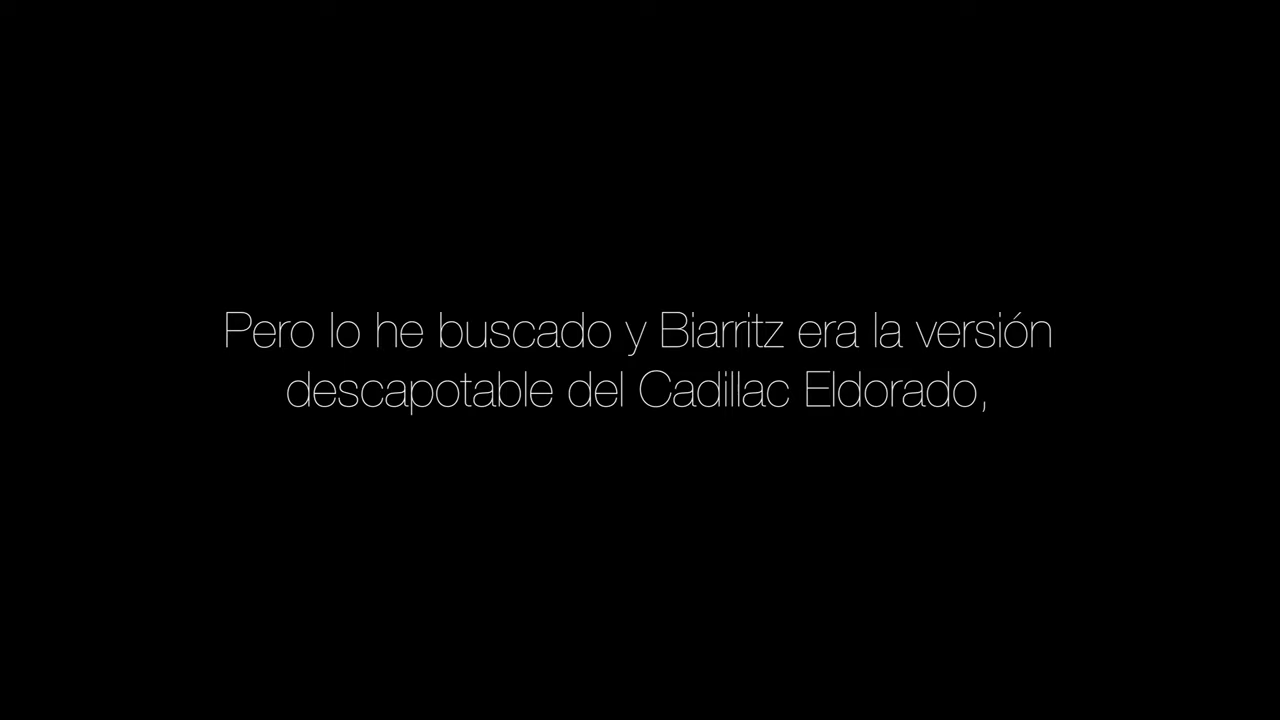 Pero lo he buscado y Biarritz era la versión
descapotable del Cadillac Eldorado,